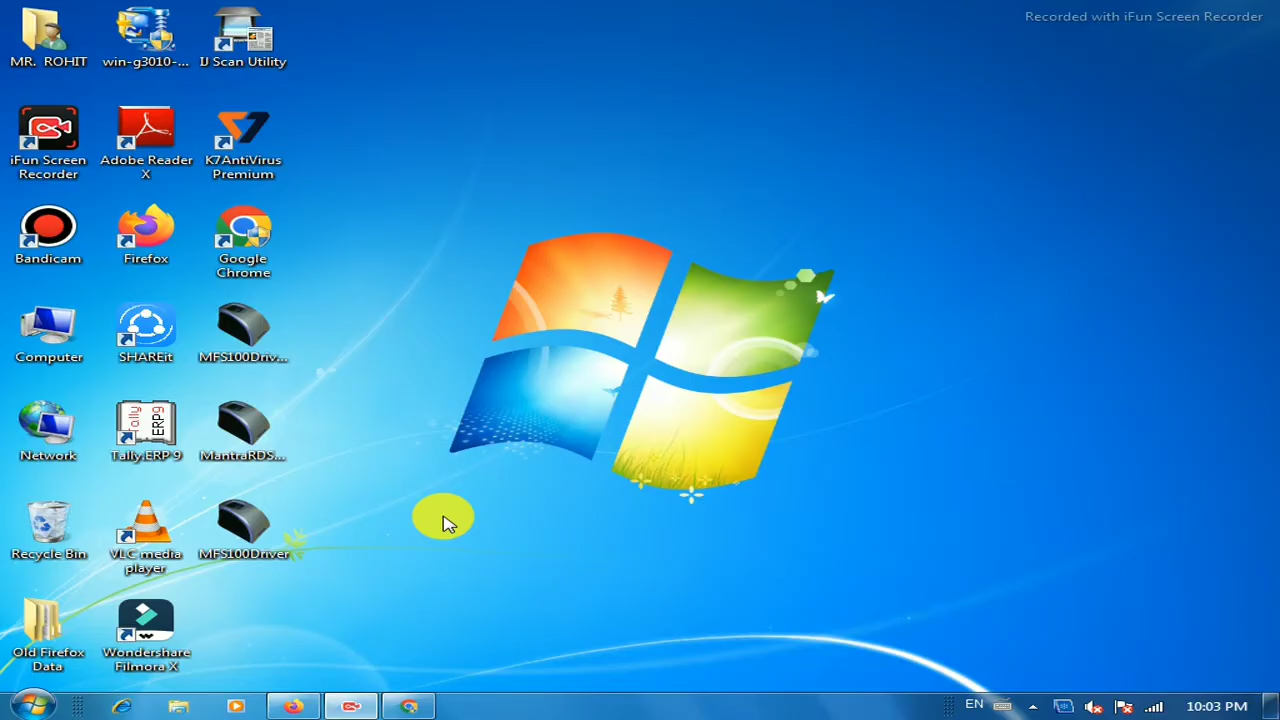 Recorded with iFun Screen Recorder
MR. ROHIT
win-g3010-...
IJ Scan Utility
iFun Screen
Recorder
Adobe Reader
X
K7AntiVirus
Premium
Bandicam
Firefox
Google
Chrome
Computer
SHAREit
MFS100Driv...
Network
Tally
ERP9
Tally.ERP 9
MantraRDS...
Recycle Bin
VLC media
player
MFS100Driver
Old Firefox
Data
Wondershare
Filmora X
EN
10:03 PM